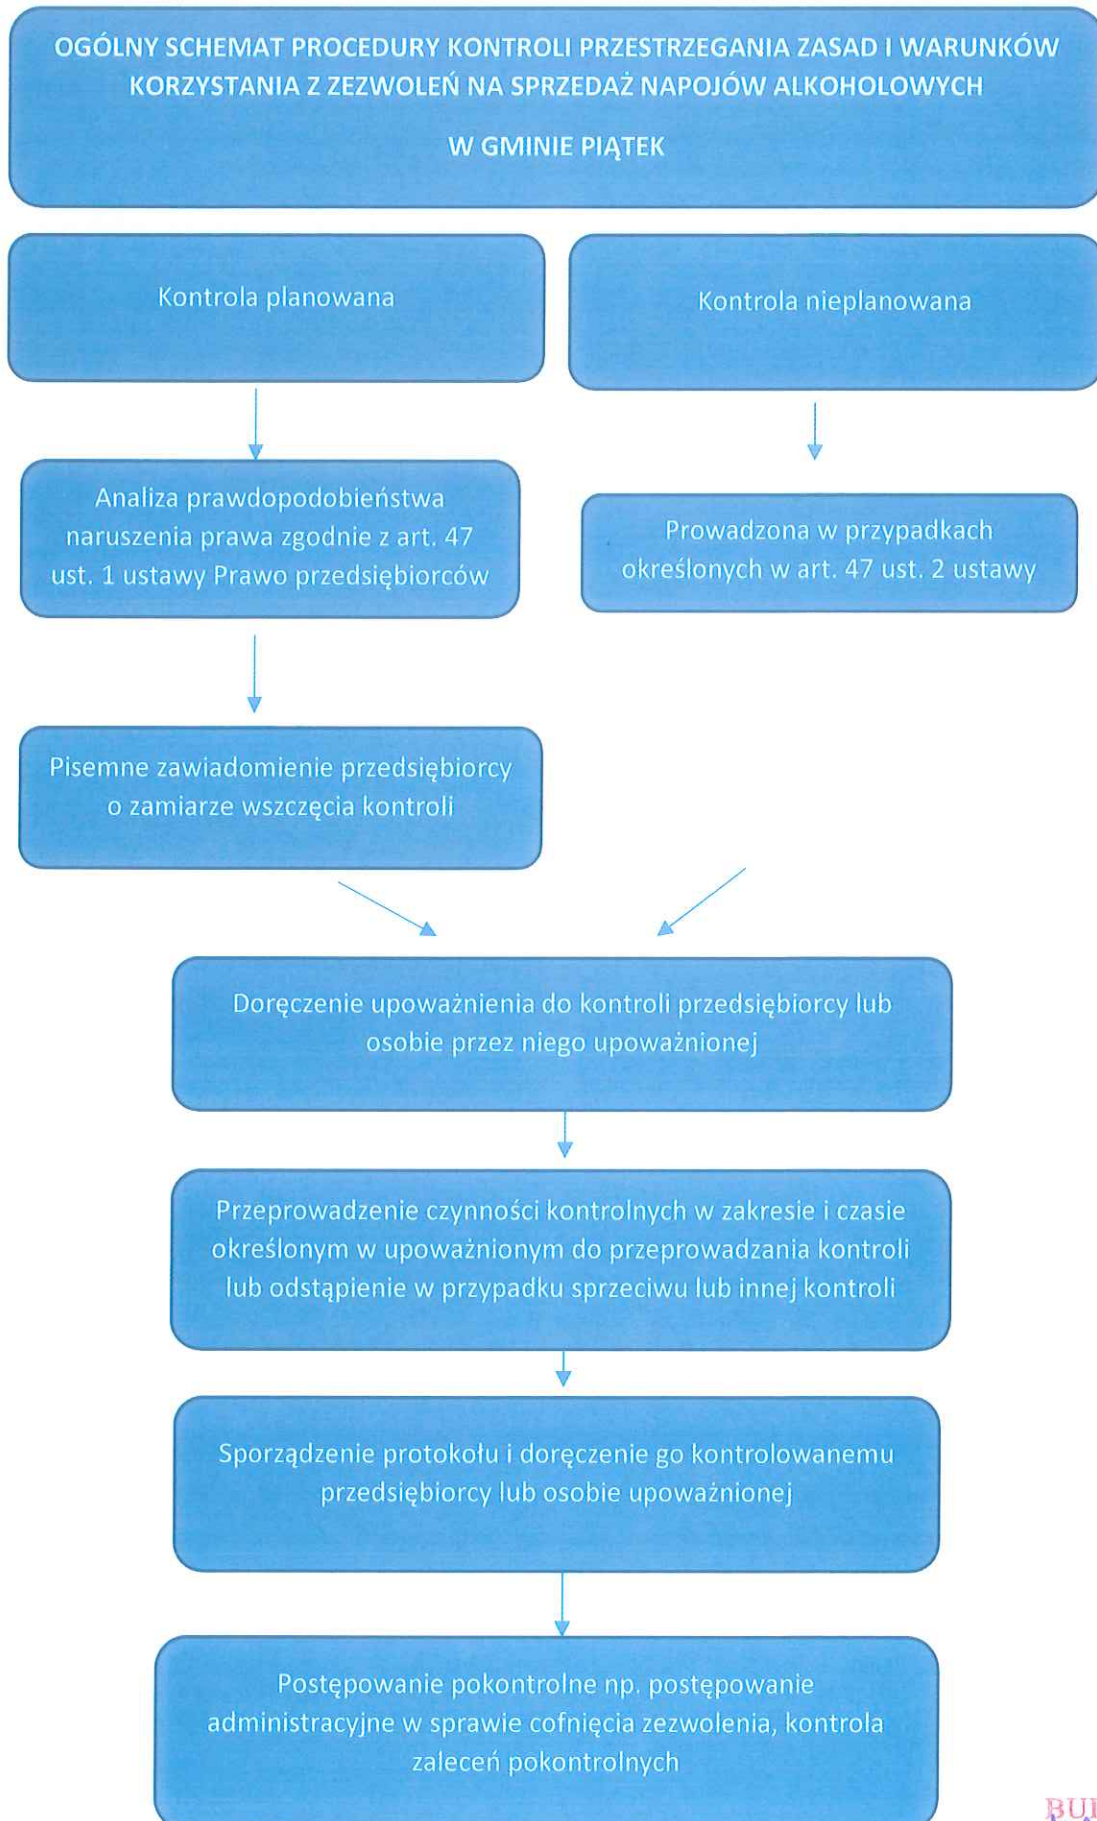 OGÓLNY SCHEMAT PROCEDURY KONTROLI PRZESTRZEGANIA ZASAD I WARUNKÓW
KORZYSTANIA Z ZEZWOLEŃ NA SPRZEDAŻ NAPOJÓW ALKOHOLOWYCH
W GMINIE PIĄTEK
Kontrola planowana
Kontrola nieplanowana
Analiza prawdopodobieństwa
naruszenia prawa zgodnie z art. 47
ust. 1 ustawy Prawo przedsiębiorców
Prowadzona w przypadkach
określonych w art. 47 ust. 2 ustawy
Pisemne zawiadomienie przedsiębiorcy
o zamiarze wszczęcia kontroli
Doręczenie upoważnienia do kontroli przedsiębiorcy lub
osobie przez niego upoważnionej
Przeprowadzenie czynności kontrolnych w zakresie i czasie
określonym w upoważnionym do przeprowadzania kontroli
lub odstąpienie w przypadku sprzeciwu lub innej kontroli
Sporządzenie protokołu i doręczenie go kontrolowanemu
przedsiębiorcy lub osobie upoważnionej
Postępowanie pokontrolne np. postępowanie
administracyjne w sprawie cofnięcia zezwolenia, kontrola
zaleceń pokontrolnych